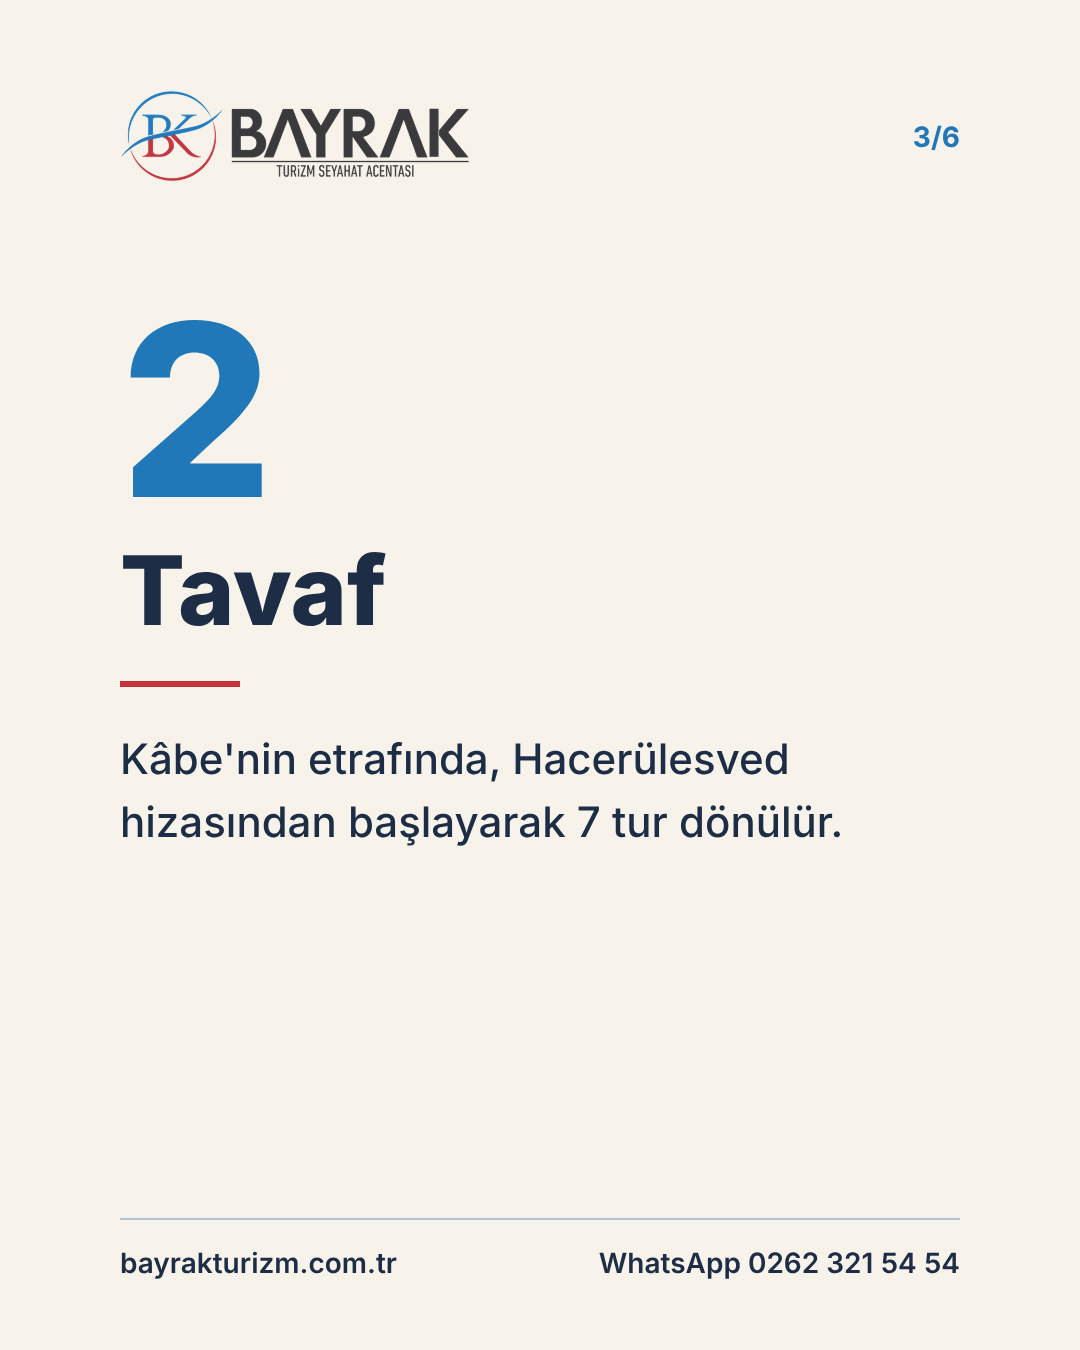 BK BAYRAK
TURİZM SEYAHAT ACENTASI
3/6
2
Tavaf
Kâbe'nin etrafında, Hacerülesved
hizasından başlayarak 7 tur dönülür.
bayrakturizm.com.tr
WhatsApp 0262 321 54 54